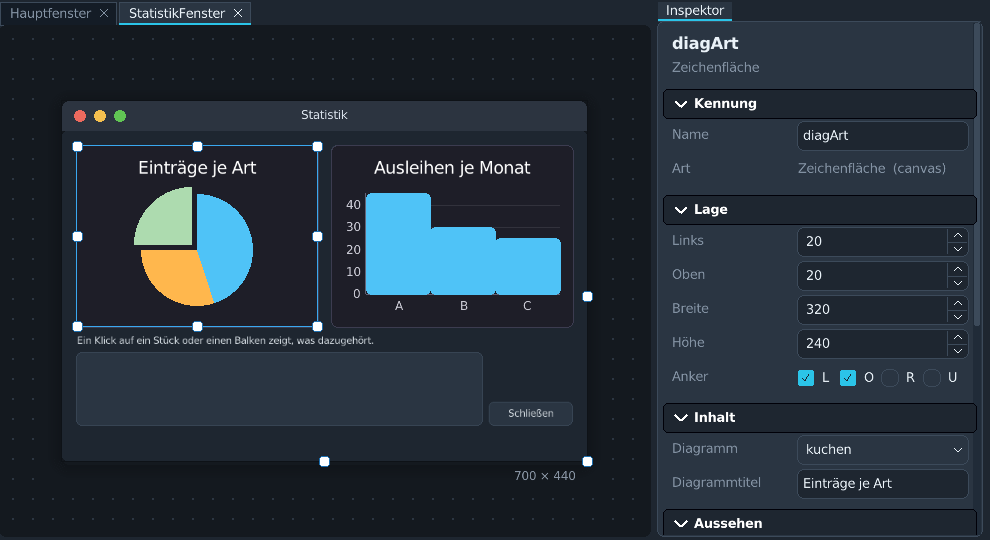 Hauptfenster
StatistikFenster
Statistik
Einträge je Art
Ausleihen je Monat
40
30
20
10
0
A B C
Ein Klick auf ein Stück oder einen Balken zeigt, was dazugehört.
Schließen
700 × 440
Inspektor
diagArt
Zeichenfläche
Kennung
Name diagArt
Art Zeichenfläche (canvas)
Lage
Links 20
Oben 20
Breite 320
Höhe 240
Anker L O R U
Inhalt
Diagramm kuchen
Diagrammtitel Einträge je Art
Aussehen